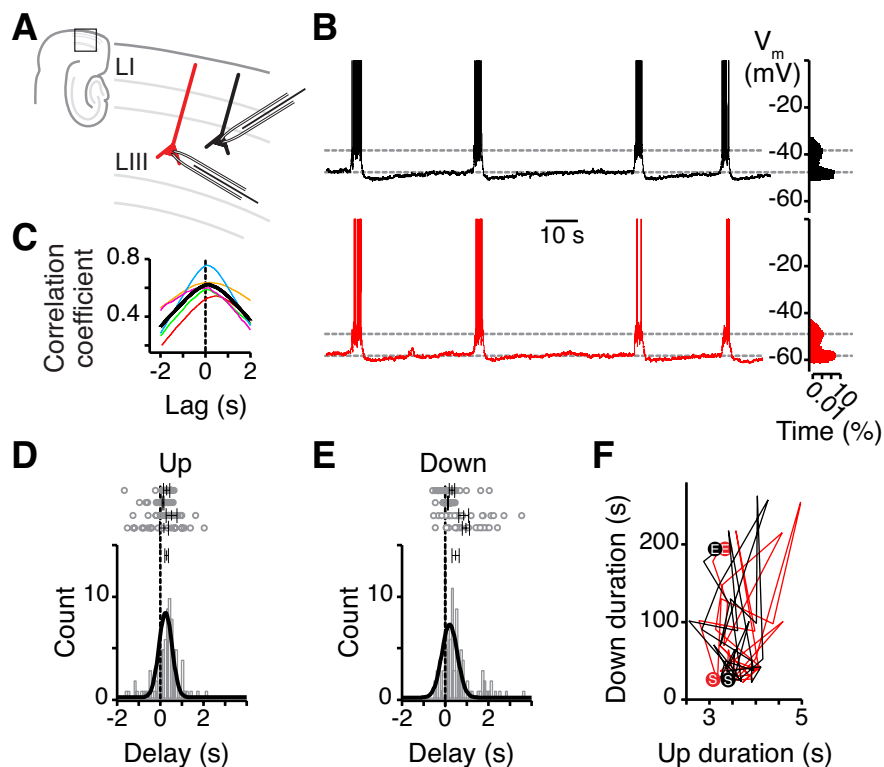 A
LI
LIII
B
V_m
(mV)
-20
-40
-60
10 s
-20
-40
-60
10
0.01
Time (%)
C
Correlation
coefficient
0.8
0.4
-2 0 2
Lag (s)
D
Up
Count
10
0
-2 0 2
Delay (s)
E
Down
Count
10
0
-2 0 2
Delay (s)
F
Down duration (s)
200
100
0
E E
S S
3 5
Up duration (s)